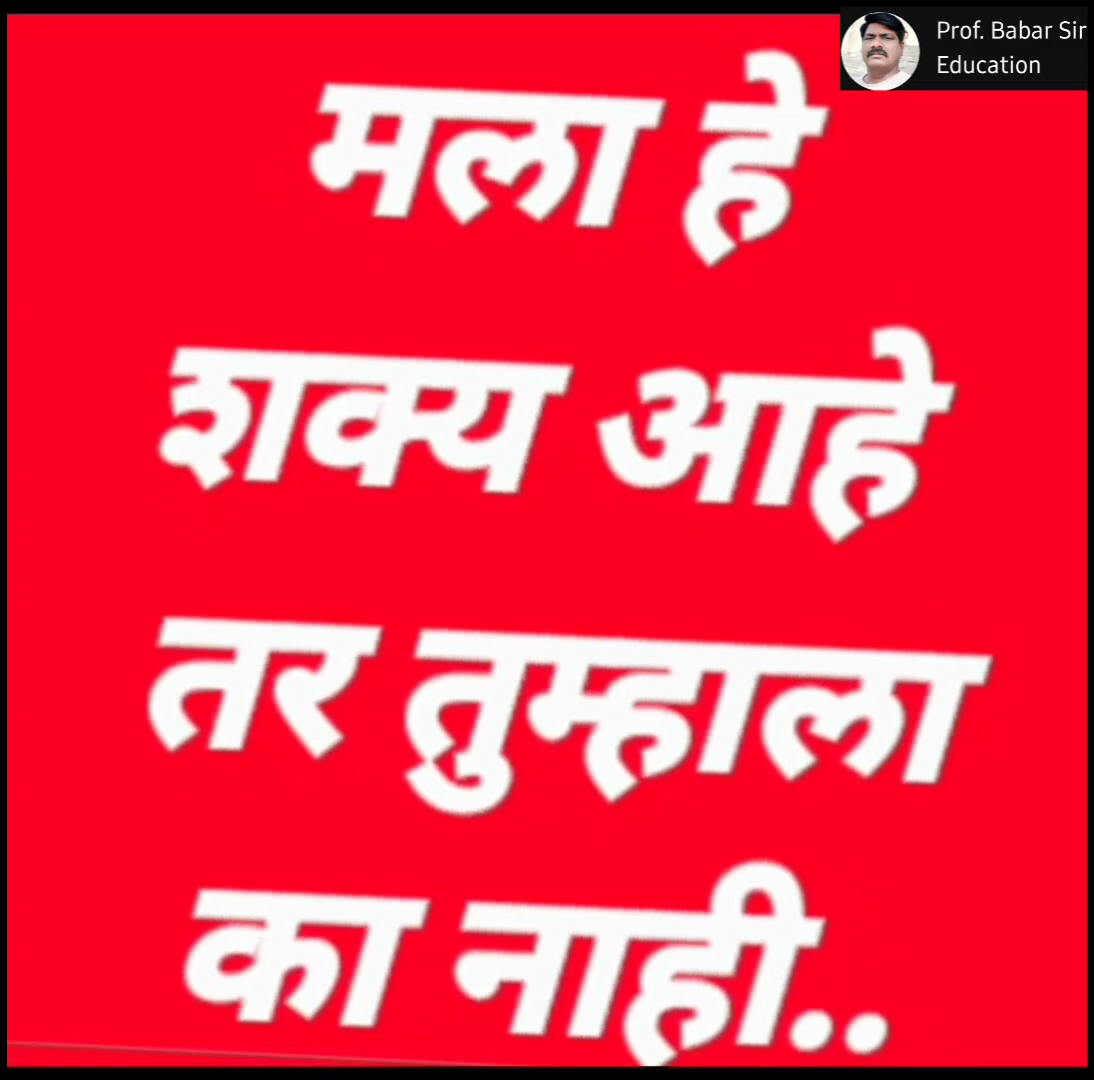 Prof. Babar Sir
Education
मला हे
शक्य आहे
तर तुम्हाला
का नाही..